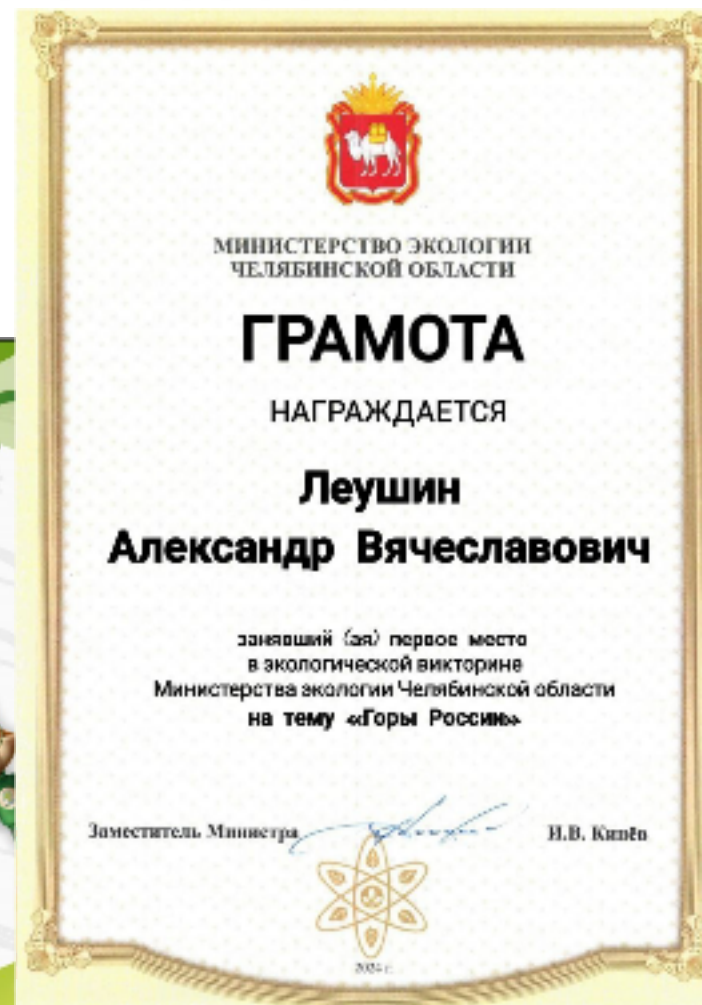 МИНИСТЕРСТВО ЭКОЛОГИИ
ЧЕЛЯБИНСКОЙ ОБЛАСТИ
ГРАМОТА
НАГРАЖДАЕТСЯ
Леушин
Александр Вячеславович
занявший (ая) первое место
в экологической викторине
Министерства экологии Челябинской области
на тему «Горы России»
Заместитель Министра И.В.
2024 г.